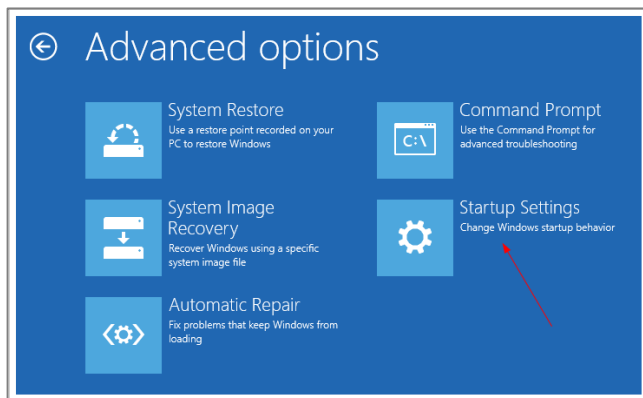 Advanced options
System Restore
Use a restore point recorded on your
PC to restore Windows
Command Prompt
Use the Command Prompt for
advanced troubleshooting
C:\
System Image
Recovery
Recover Windows using a specific
system image file
Startup Settings
Change Windows startup behavior
Automatic Repair
Fix problems that keep Windows from
loading